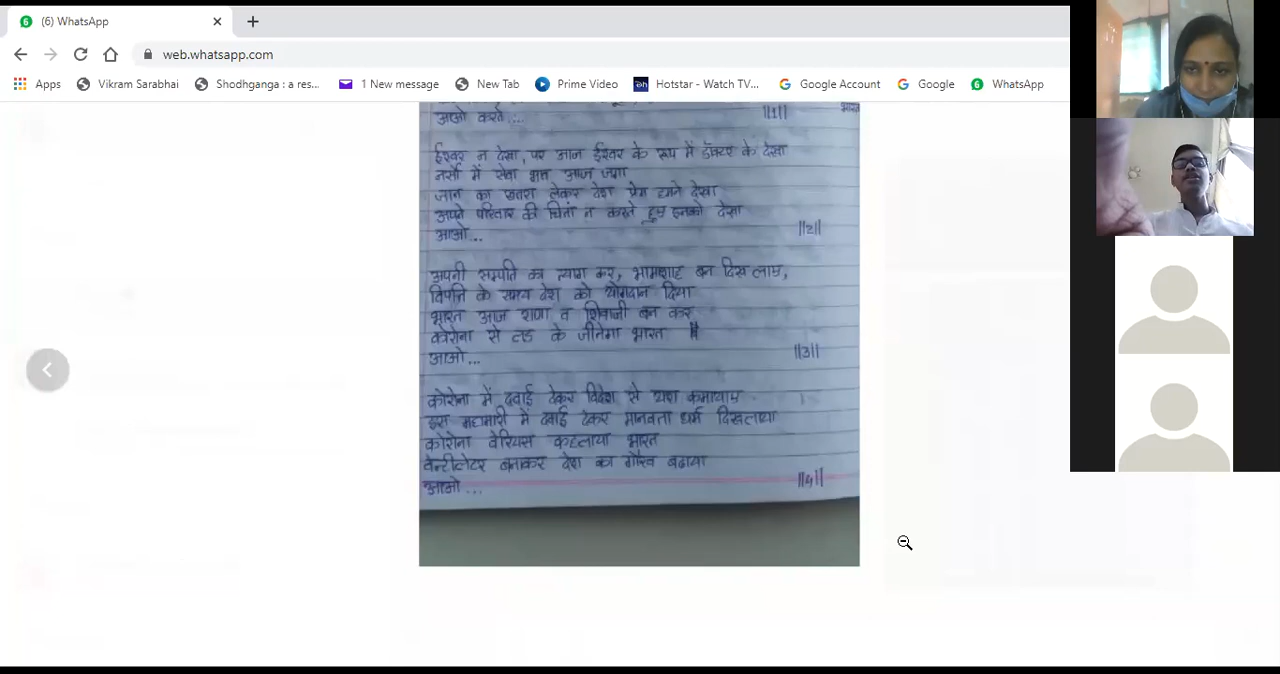 (6) WhatsApp
web.whatsapp.com
Apps Vikram Sarabhai Shodhganga : a res... 1 New message New Tab Prime Video Hotstar - Watch TV... Google Account Google WhatsApp
आओ करते... ||1||
ईश्वर न देखा, पर आज ईश्वर के रूप में डॉक्टर के देखा
नर्सो में सेवा आज जगा
जान का खतरा लेकर देश प्रेम हमने देखा
अपने परिवार की चिंता न करते हुए इनको देखा
आओ... ||2||
अपनी सम्पति का त्याग कर, भामाशाह बन दिखलाए,
विपति के समय देश को योगदान दिया
भारत आज राणा व शिवाजी बन कर
कोरोना से लड के जीतेगा भारत
आओ... ||3||
कोरोना में दवाई देकर विदेश से यश कमायाए
इस महामारी में दवाई देकर मानवता धर्म दिखलाया
कोरोना वेरियस कहलाया भारत
वेन्टीलेटर बनाकर देश का गौरव बढाया
आओ... ||4||